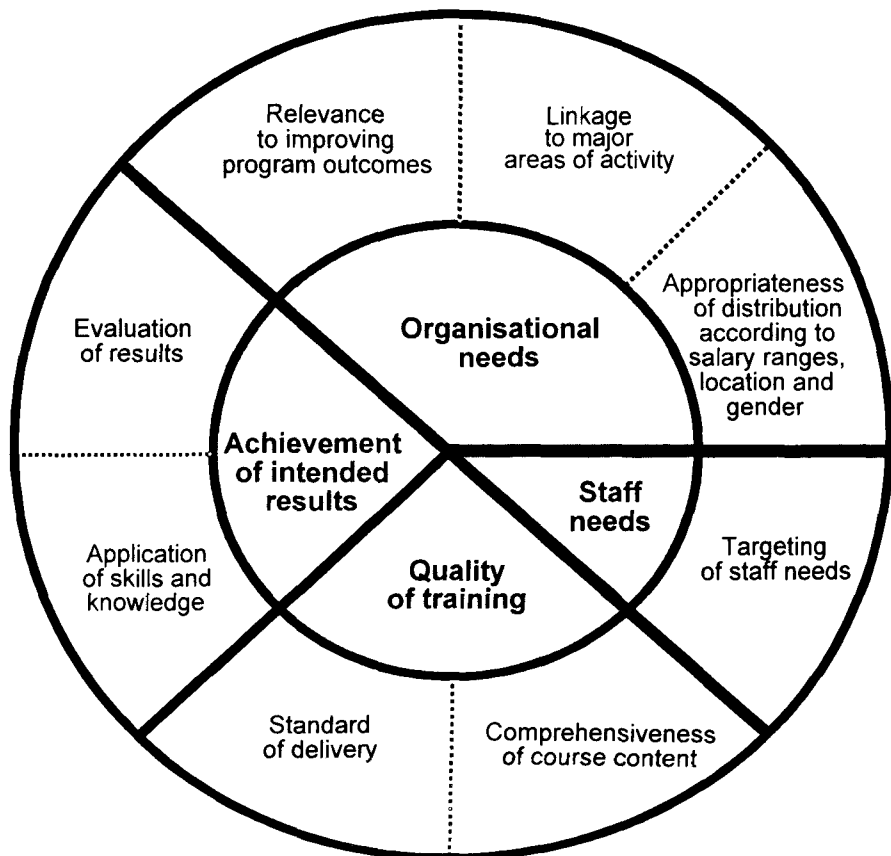 Relevance
to improving
program outcomes
Linkage
to major
areas of activity
Appropriateness
of distribution
according to
salary ranges,
location and
gender
Evaluation
of results
Organisational
needs
Achievement
of intended
results
Staff
needs
Targeting
of staff needs
Application
of skills and
knowledge
Quality
of training
Standard
of delivery
Comprehensiveness
of course content